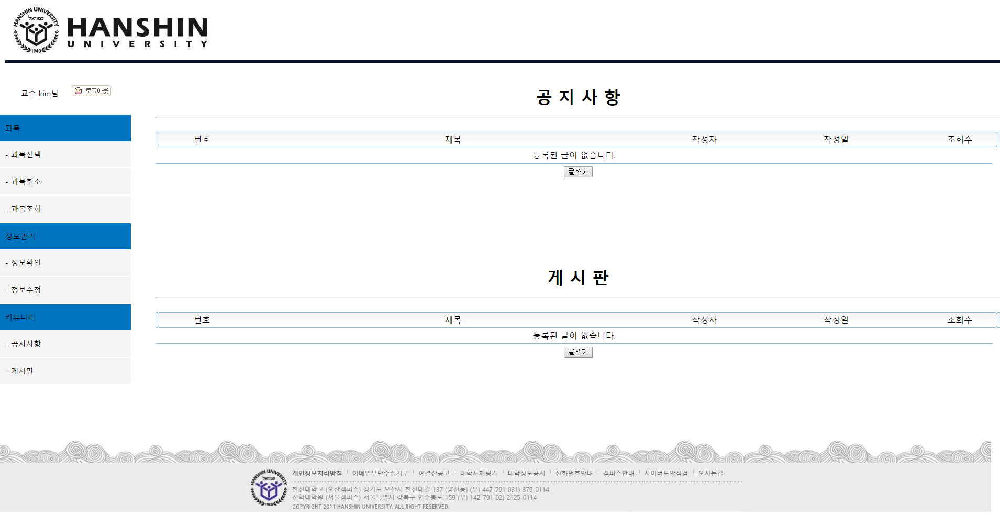 HANSHIN UNIVERSITY
עמנואל
1940
HANSHIN
UNIVERSITY
교수 kim님
로그아웃
과목
- 과목선택
- 과목취소
- 과목조회
정보관리
- 정보확인
- 정보수정
커뮤니티
- 공지사항
- 게시판
공 지 사 항
번호 제목 작성자 작성일 조회수
등록된 글이 없습니다.
글쓰기
게 시 판
번호 제목 작성자 작성일 조회수
등록된 글이 없습니다.
글쓰기
HANSHIN UNIVERSITY
עמנואל
1940
개인정보처리방침 이메일무단수집거부 예결산공고 대학자체평가 대학정보공시 전화번호안내 캠퍼스안내 사이버보안점검 오시는길
한신대학교 (오산캠퍼스) 경기도 오산시 한신대길 137 (양산동) (우) 447-791 031) 379-0114
신학대학원 (서울캠퍼스) 서울특별시 강북구 인수봉로 159 (우) 142-791 02) 2125-0114
COPYRIGHT 2011 HANSHIN UNIVERSITY. ALL RIGHT RESERVED.